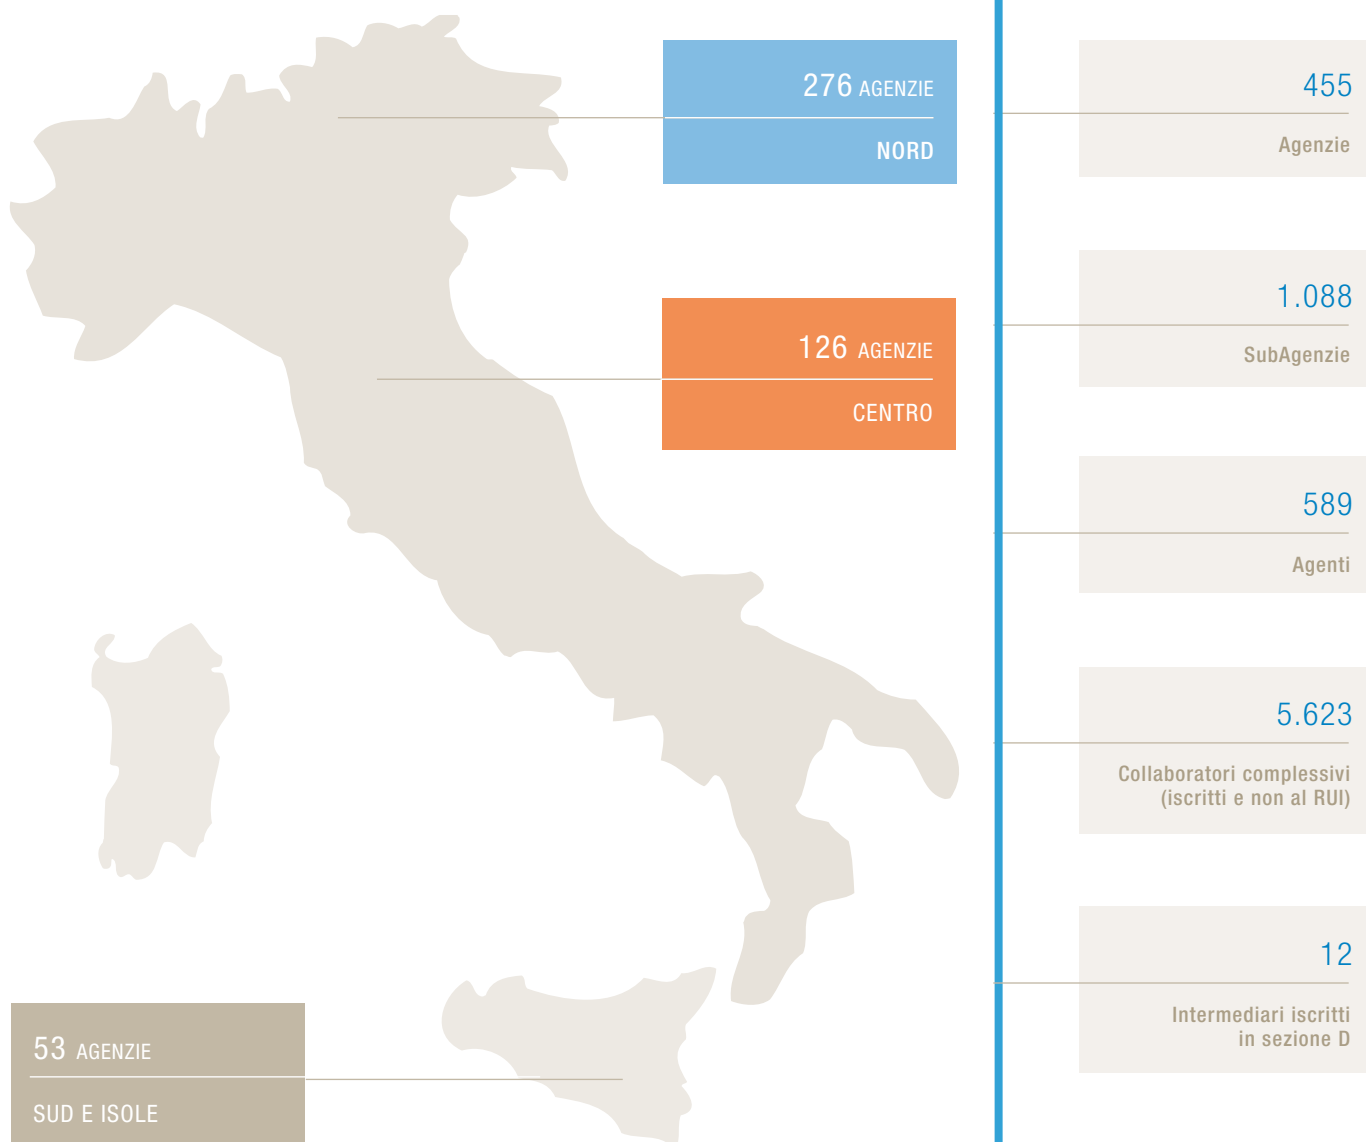 276 AGENZIE
NORD
126 AGENZIE
CENTRO
53 AGENZIE
SUD E ISOLE
455
Agenzie
1.088
SubAgenzie
589
Agenti
5.623
Collaboratori complessivi
(iscritti e non al RUI)
12
Intermediari iscritti
in sezione D